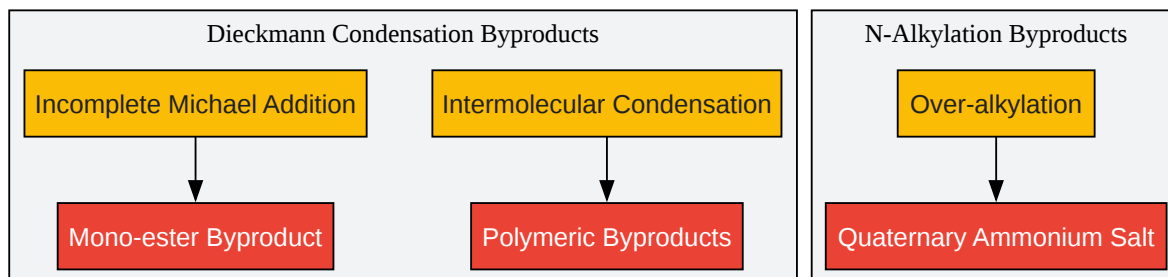 Dieckmann Condensation Byproducts
N-Alkylation Byproducts
Incomplete Michael Addition
Intermolecular Condensation
Over-alkylation
Mono-ester Byproduct
Polymeric Byproducts
Quaternary Ammonium Salt